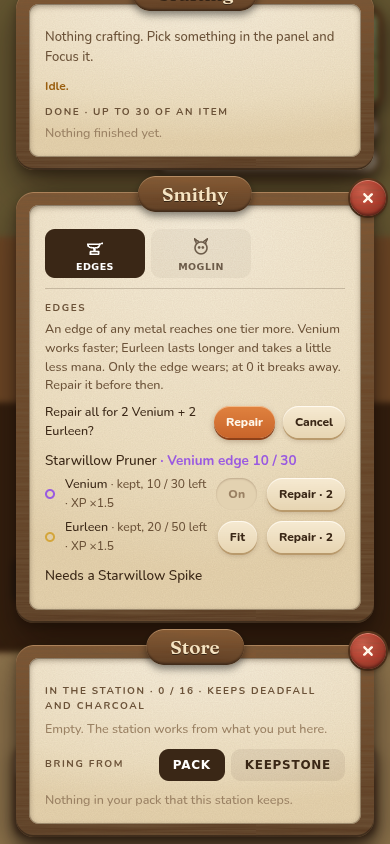 Nothing crafting. Pick something in the panel and
Focus it.
Idle.
DONE · UP TO 30 OF AN ITEM
Nothing finished yet.
Smithy
EDGES
MOGLIN
EDGES
An edge of any metal reaches one tier more. Venium
works faster; Eurleen lasts longer and takes a little
less mana. Only the edge wears; at 0 it breaks away.
Repair it before then.
Repair all for 2 Venium + 2
Eurleen?
Repair
Cancel
Starwillow Pruner · Venium edge 10 / 30
Venium · kept, 10 / 30 left
· XP ×1.5
On
Repair · 2
Eurleen · kept, 20 / 50 left
· XP ×1.5
Fit
Repair · 2
Needs a Starwillow Spike
Store
IN THE STATION · 0 / 16 · KEEPS DEADFALL
AND CHARCOAL
Empty. The station works from what you put here.
BRING FROM
PACK
KEEPSTONE
Nothing in your pack that this station keeps.